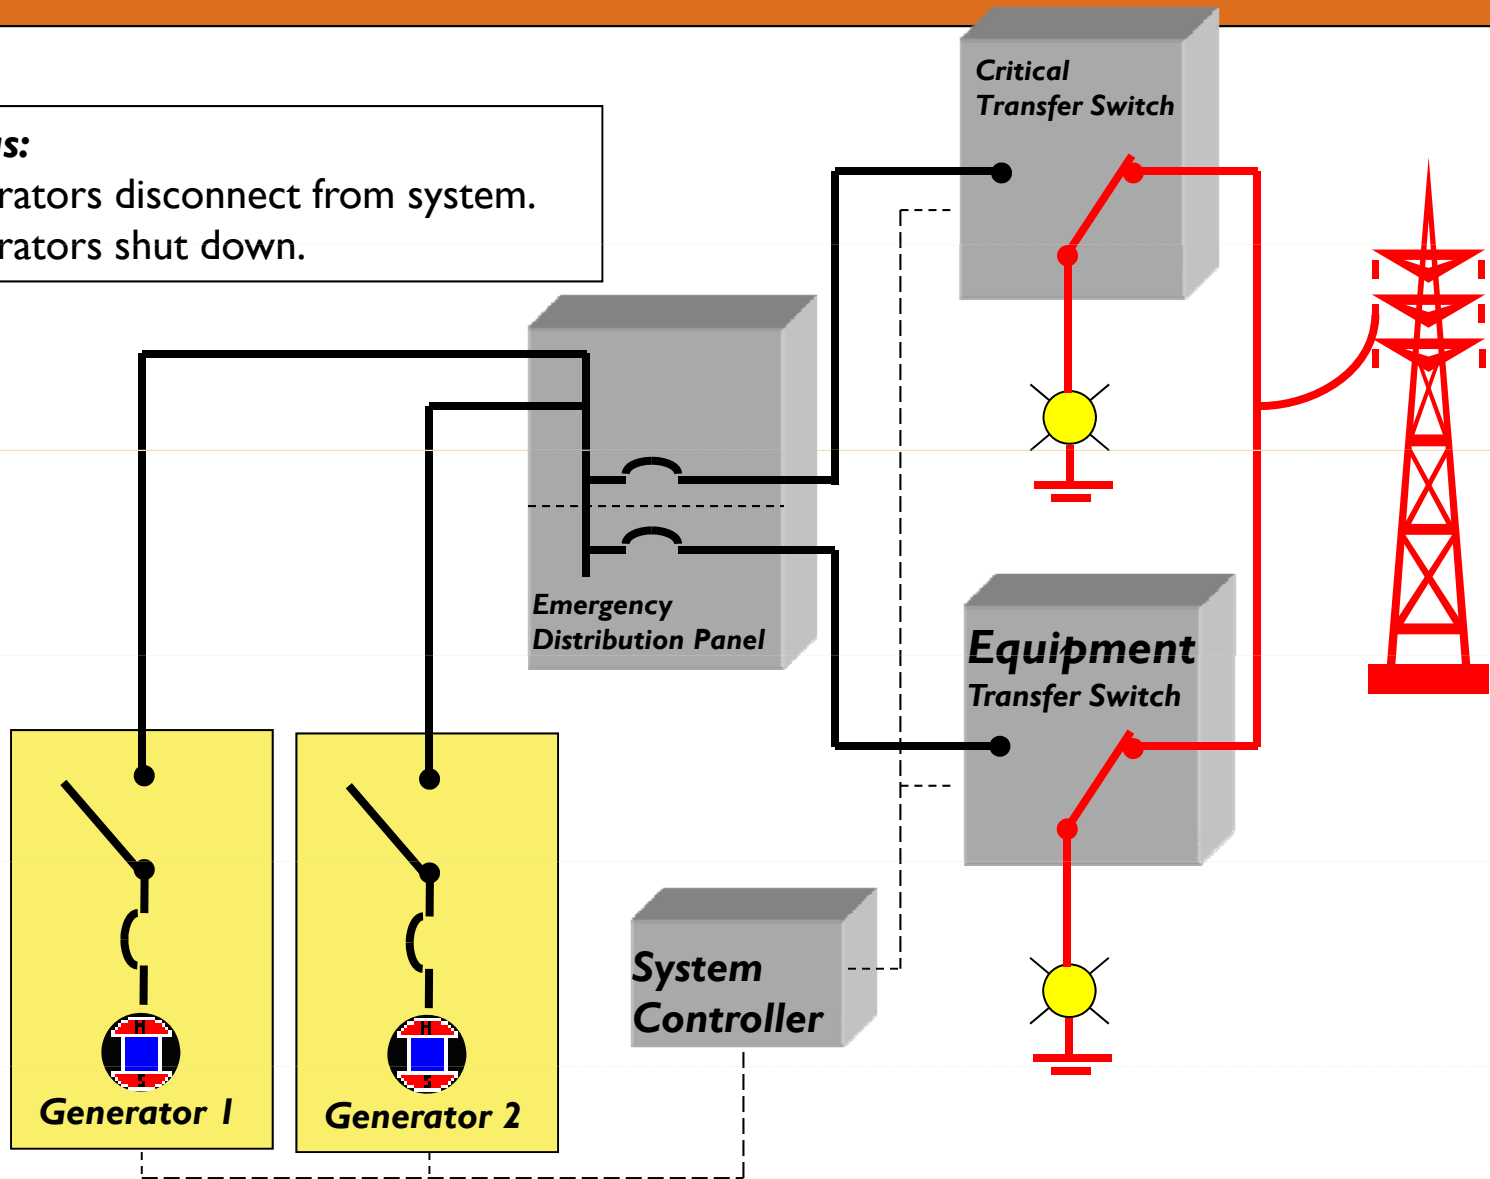 us:
rators disconnect from system.
rators shut down.
Critical
Transfer Switch
Emergency
Distribution Panel
Equipment
Transfer Switch
System
Controller
N
S
Generator 1
N
S
Generator 2